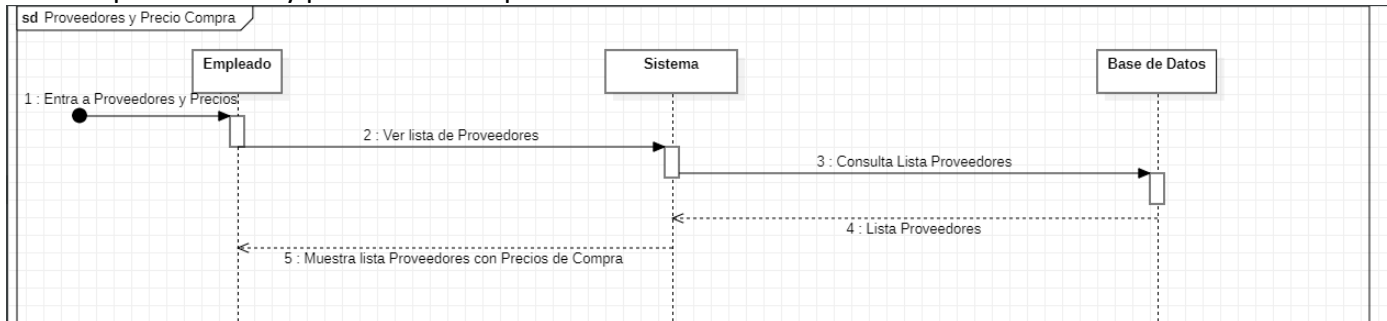 sd Proveedores y Precio Compra
Empleado
Sistema
Base de Datos
1 : Entra a Proveedores y Precios
2 : Ver lista de Proveedores
3 : Consulta Lista Proveedores
4 : Lista Proveedores
5 : Muestra lista Proveedores con Precios de Compra